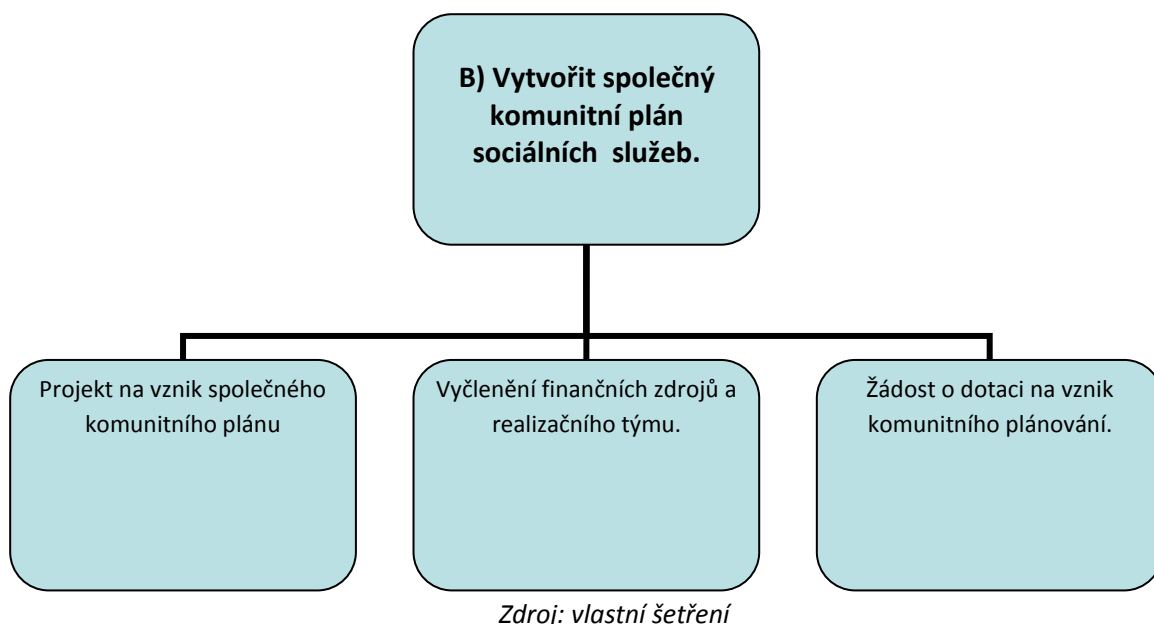 B) Vytvořit společný
komunitní plán
sociálních  služeb.
Projekt na vznik společného
komunitního plánu
Vyčlenění finančních zdrojů a
realizačního týmu.
Žádost o dotaci na vznik
komunitního plánování.
Zdroj: vlastní šetření